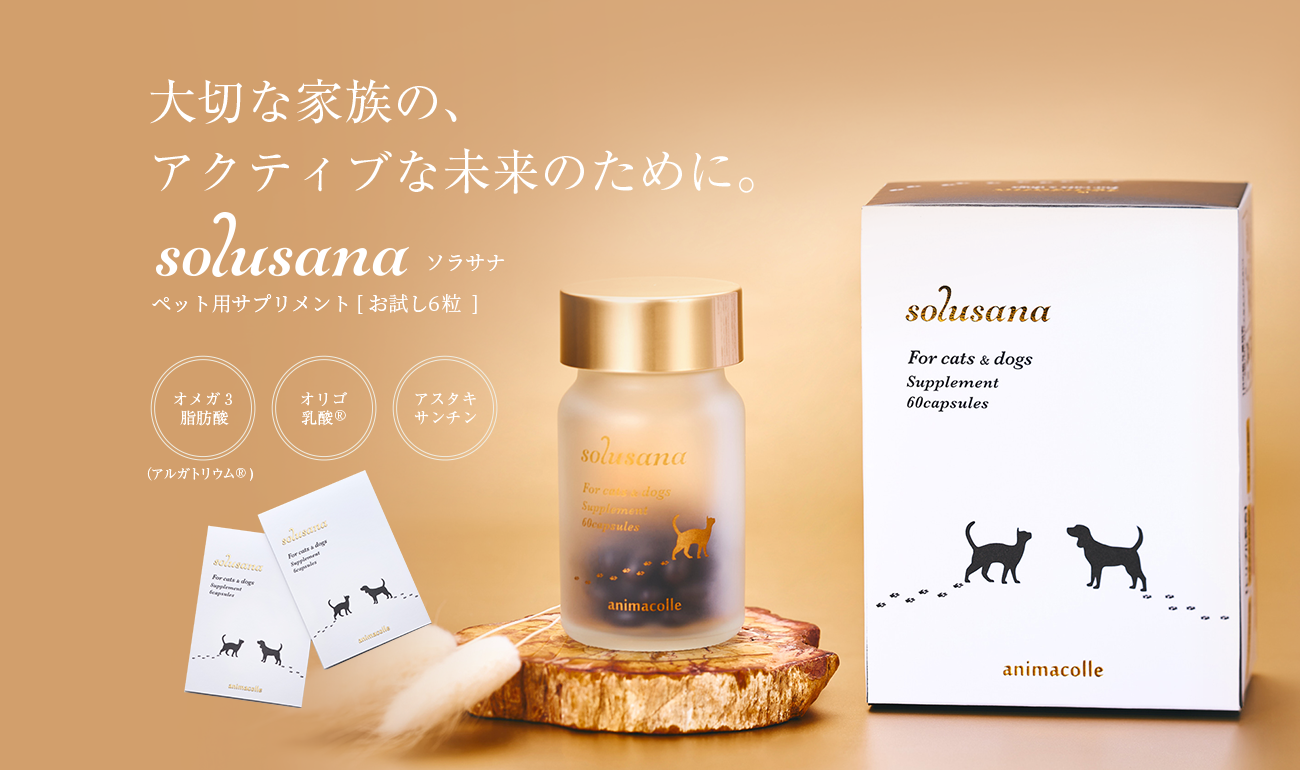 大切な家族の、
アクティブな未来のために。
solusana ソラサナ
ペット用サプリメント [ お試し6粒 ]
オメガ3
脂肪酸
(アルガトリウム®)
オリゴ
乳酸®
アスタキ
サンチン
solusana
For cats & dogs
Supplement
6capsules
animacolle
solusana
For cats & dogs
Supplement
6capsules
animacolle
solusana
For cats & dogs
Supplement
60capsules
animacolle
solusana
For cats & dogs
Supplement
60capsules
animacolle